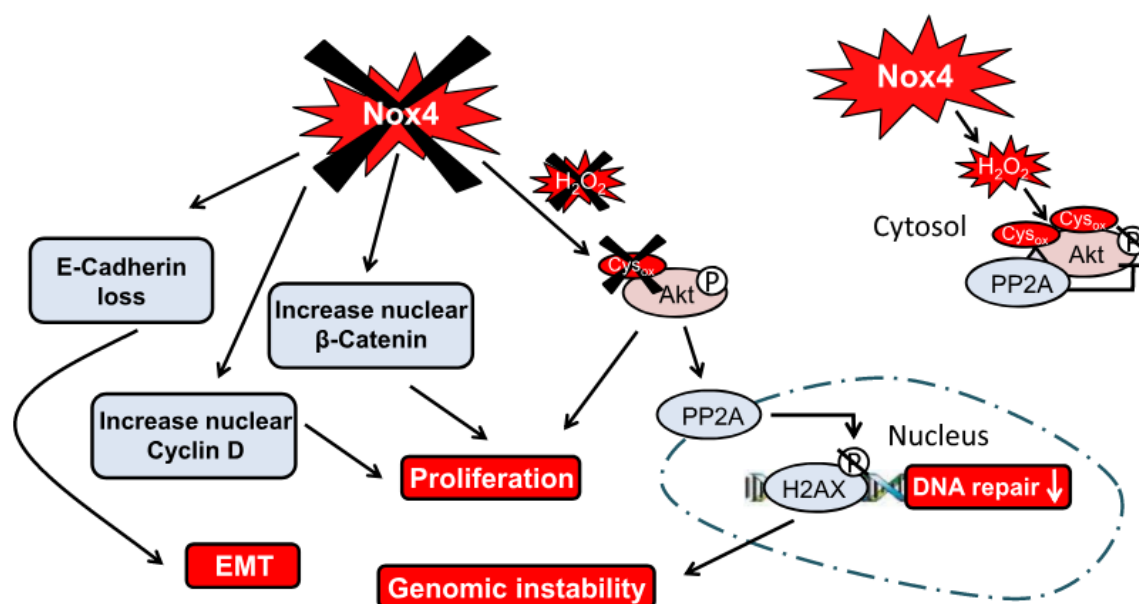 Nox4
H₂O₂
Cysₒₓ
Akt
P
E-Cadherin
loss
Increase nuclear
β-Catenin
Increase nuclear
Cyclin D
Proliferation
EMT
Genomic instability
Nox4
H₂O₂
Cytosol
Cysₒₓ
Cysₒₓ
P
Akt
PP2A
PP2A
Nucleus
P
H2AX
DNA repair ↓